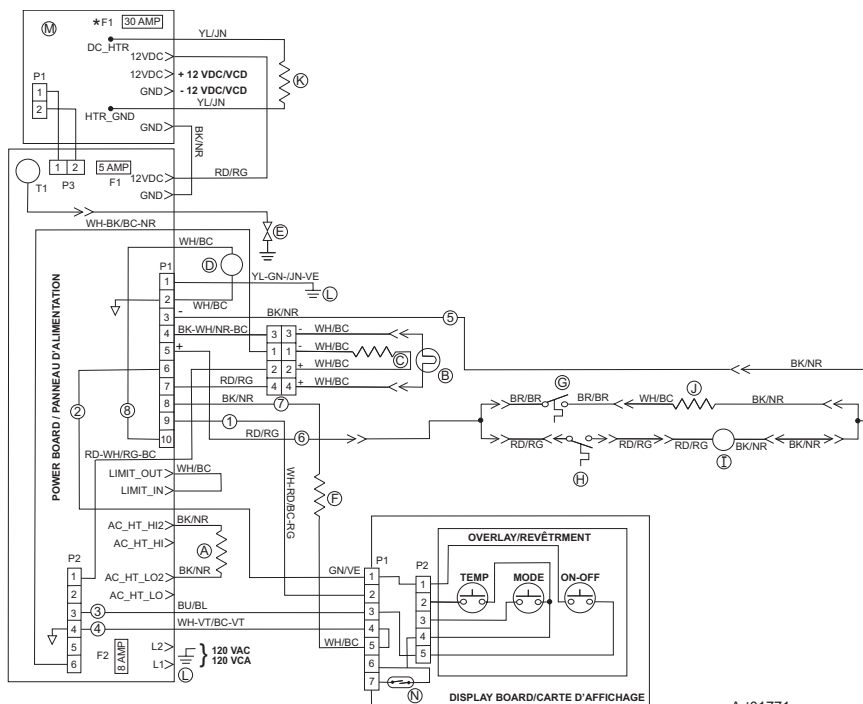 Ⓜ
*F1 30 AMP
DC_HTR
YL/JN
12VDC
12VDC + 12 VDC/VCD
GND - 12 VDC/VCD
YL/JN
Ⓚ
P1
1
2
HTR_GND
GND
BK/NR
T1
1 2
P3
5 AMP
F1
12VDC
RD/RG
GND
WH-BK/BC-NR
Ⓔ
WH/BC
Ⓓ
WH/BC
YL-GN-/JN-VE
Ⓛ
POWER BOARD / PANNEAU D'ALIMENTATION
P1
1
2
3 -
4
5 +
6
7
8
9
10
BK/NR
⑤
BK/NR
BK-WH/NR-BC
3 3 - WH/BC
1 1 - WH/BC
2 2 + WH/BC
4 4 + WH/BC
Ⓒ
Ⓑ
RD/RG
BK/NR
⑦
①
RD/RG
⑥
②
⑧
Ⓖ
BR/BR
BR/BR
WH/BC
Ⓙ
BK/NR
RD/RG
Ⓗ
RD/RG
RD/RG
Ⓘ
BK/NR
BK/NR
RD-WH/RG-BC
WH-RD/BC-RG
Ⓕ
LIMIT_OUT WH/BC
LIMIT_IN
AC_HT_HI2 BK/NR
AC_HT_HI
Ⓐ
AC_HT_LO2 BK/NR
AC_HT_LO
P2
1
2
3
4
5
6
③ BU/BL
④ WH-VT/BC-VT
F2 8 AMP
L2
L1
Ⓛ
120 VAC
120 VCA
GN/VE
WH/BC
P1
1
2
3
4
5
6
7
P2
1
2
3
4
5
OVERLAY/REVÊTRMENT
TEMP MODE ON-OFF
Ⓝ
DISPLAY BOARD/CARTE D'AFFICHAGE